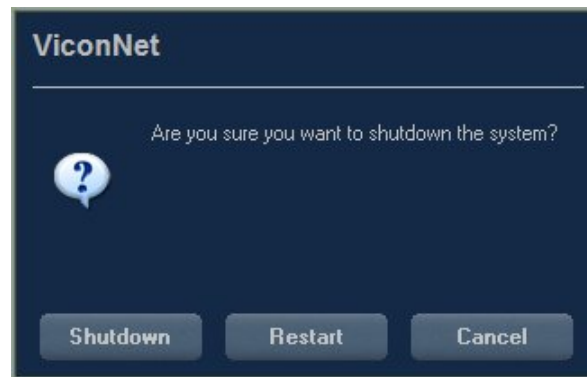 ViconNet
Are you sure you want to shutdown the system?
?
Shutdown
Restart
Cancel